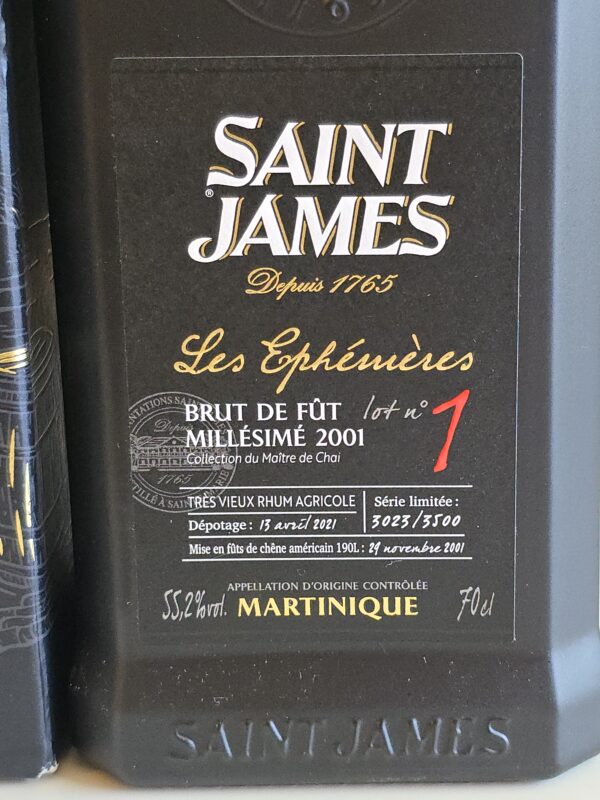 SAINT
JAMES
®
Depuis 1765
Les Ephémères
BRUT DE FÛT lot n° 1
MILLÉSIMÉ 2001
Collection du Maître de Chai
Depuis
1765
TRÈS VIEUX RHUM AGRICOLE
Dépotage : 13 avril 2021
Série limitée :
3023/3500
Mise en fûts de chêne américain 190L : 29 novembre 2001
APPELLATION D'ORIGINE CONTRÔLÉE
55,2%vol. MARTINIQUE 70cl
SAINT JAMES